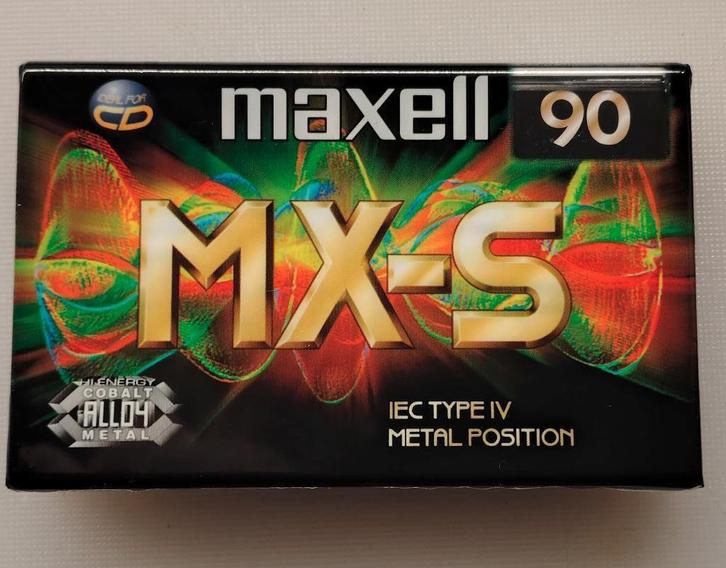 IDEAL FOR
CD
maxell
90
MX-S
HI ENERGY
COBALT
ALLOY
METAL
IEC TYPE IV
METAL POSITION